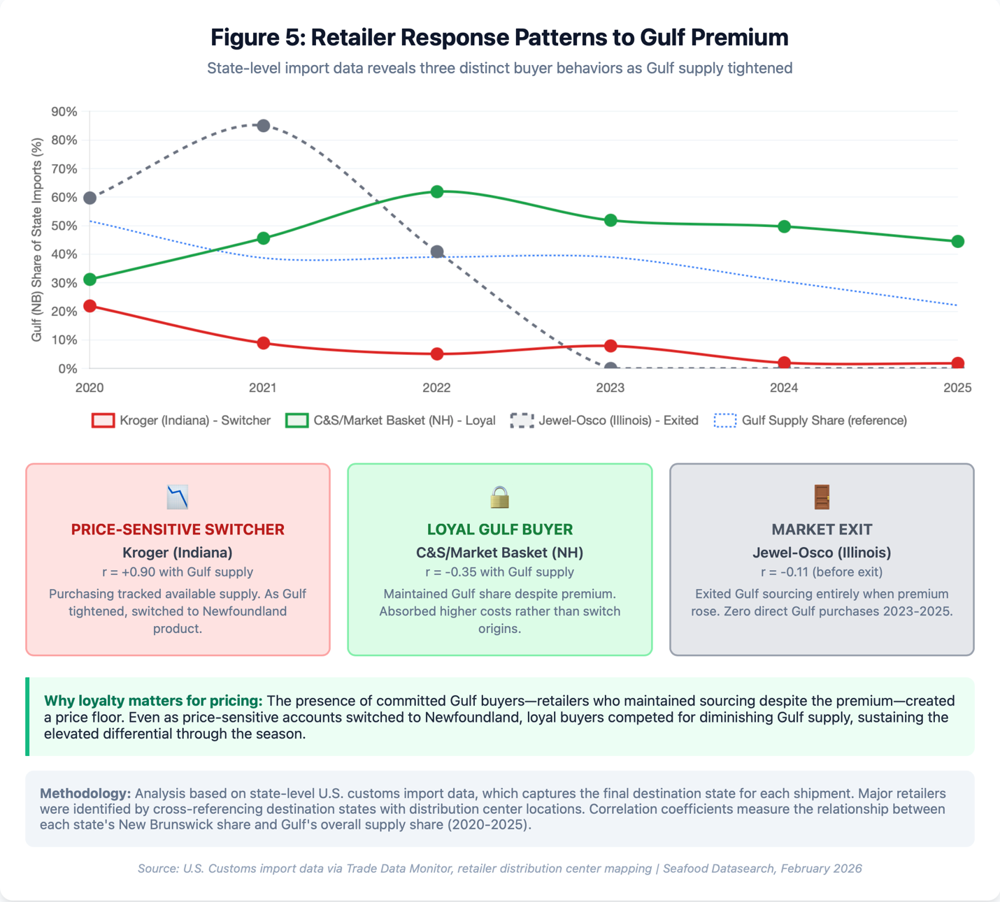 Figure 5: Retailer Response Patterns to Gulf Premium
State-level import data reveals three distinct buyer behaviors as Gulf supply tightened
Gulf (NB) Share of State Imports (%)
90%
80%
70%
60%
50%
40%
30%
20%
10%
0%
2020 2021 2022 2023 2024 2025
Kroger (Indiana) - Switcher C&S/Market Basket (NH) - Loyal Jewel-Osco (Illinois) - Exited Gulf Supply Share (reference)
PRICE-SENSITIVE SWITCHER
Kroger (Indiana)
r = +0.90 with Gulf supply
Purchasing tracked available supply. As Gulf
tightened, switched to Newfoundland
product.
LOYAL GULF BUYER
C&S/Market Basket (NH)
r = -0.35 with Gulf supply
Maintained Gulf share despite premium.
Absorbed higher costs rather than switch
origins.
MARKET EXIT
Jewel-Osco (Illinois)
r = -0.11 (before exit)
Exited Gulf sourcing entirely when premium
rose. Zero direct Gulf purchases 2023-2025.
Why loyalty matters for pricing: The presence of committed Gulf buyers—retailers who maintained sourcing despite the premium—created
a price floor. Even as price-sensitive accounts switched to Newfoundland, loyal buyers competed for diminishing Gulf supply, sustaining the
elevated differential through the season.
Methodology: Analysis based on state-level U.S. customs import data, which captures the final destination state for each shipment. Major retailers
were identified by cross-referencing destination states with distribution center locations. Correlation coefficients measure the relationship between
each state's New Brunswick share and Gulf's overall supply share (2020-2025).
Source: U.S. Customs import data via Trade Data Monitor, retailer distribution center mapping | Seafood Datasearch, February 2026